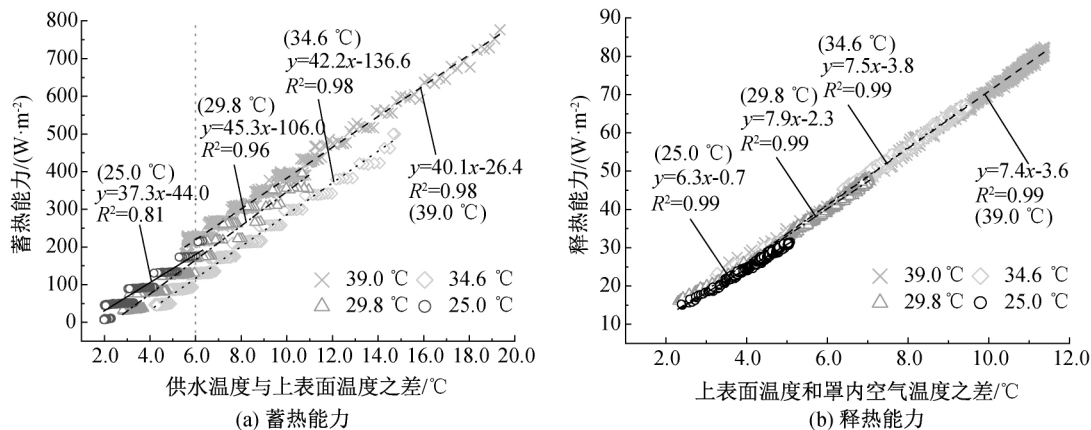 800
700
600
500
400
300
200
100
0
蓄热能力/(W·m⁻²)
(34.6 ℃)
y=42.2x-136.6
R²=0.98
(29.8 ℃)
y=45.3x-106.0
R²=0.96
(25.0 ℃)
y=37.3x-44.0
R²=0.81
y=40.1x-26.4
R²=0.98
(39.0 ℃)
39.0 ℃ 34.6 ℃
29.8 ℃ 25.0 ℃
2.0 4.0 6.0 8.0 10.0 12.0 14.0 16.0 18.0 20.0
供水温度与上表面温度之差/℃
(a) 蓄热能力
90
80
70
60
50
40
30
20
10
释热能力/(W·m⁻²)
(34.6 ℃)
y=7.5x-3.8
R²=0.99
(29.8 ℃)
y=7.9x-2.3
R²=0.99
(25.0 ℃)
y=6.3x-0.7
R²=0.99
y=7.4x-3.6
R²=0.99
(39.0 ℃)
39.0 ℃ 34.6 ℃
29.8 ℃ 25.0 ℃
2.0 4.0 6.0 8.0 10.0 12.0
上表面温度和罩内空气温度之差/℃
(b) 释热能力